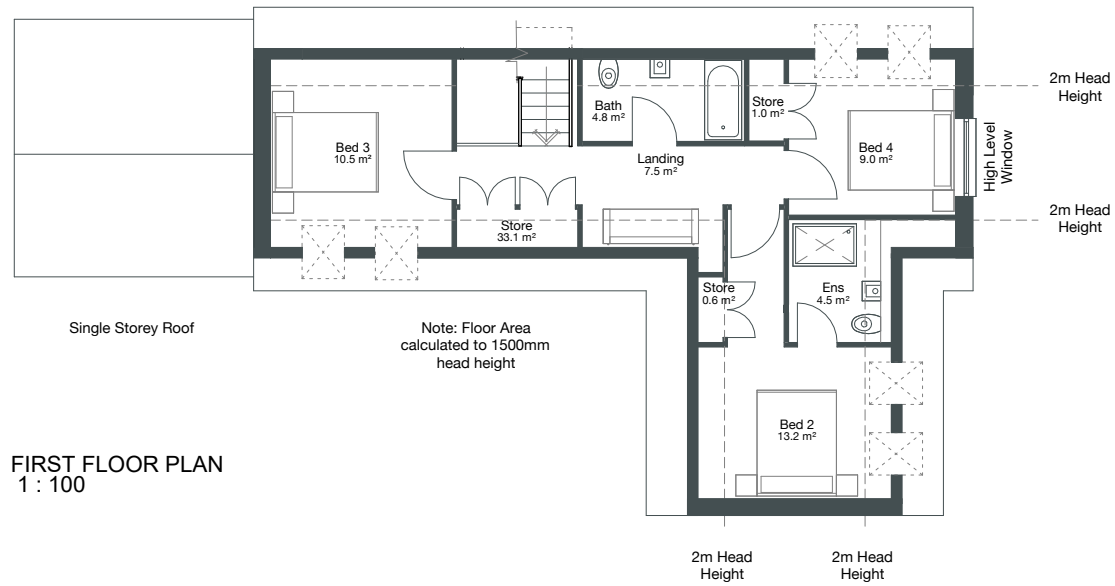 2m Head
Height
Bath
4.8 m²
Store
1.0 m²
Bed 3
10.5 m²
Landing
7.5 m²
Bed 4
9.0 m²
High Level
Window
2m Head
Height
Store
33.1 m²
Store
0.6 m²
Ens
4.5 m²
Single Storey Roof
Note: Floor Area
calculated to 1500mm
head height
Bed 2
13.2 m²
FIRST FLOOR PLAN
1 : 100
2m Head
Height
2m Head
Height